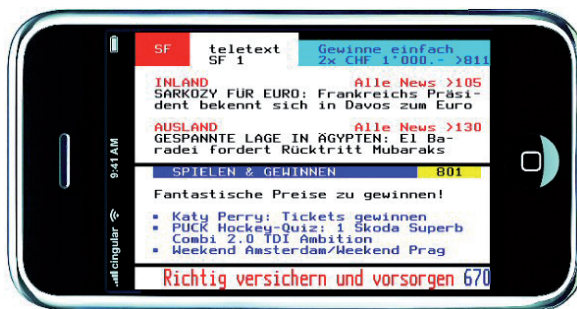 SF teletext Gewinne einfach
SF 1 2x CHF 1'000.- >811
INLAND Alle News >105
SARKOZY FÜR EURO: Frankreichs Präsi-
dent bekennt sich in Davos zum Euro
AUSLAND Alle News >130
GESPANNTE LAGE IN ÄGYPTEN: El Ba-
radei fordert Rücktritt Mubaraks
SPIELEN & GEWINNEN 801
Fantastische Preise zu gewinnen!
▪ Katy Perry: Tickets gewinnen
▪ PUCK Hockey-Quiz: 1 Skoda Superb
Combi 2.0 TDI Ambition
▪ Weekend Amsterdam/Weekend Prag
Richtig versichern und vorsorgen 670
cingular 9:41 AM